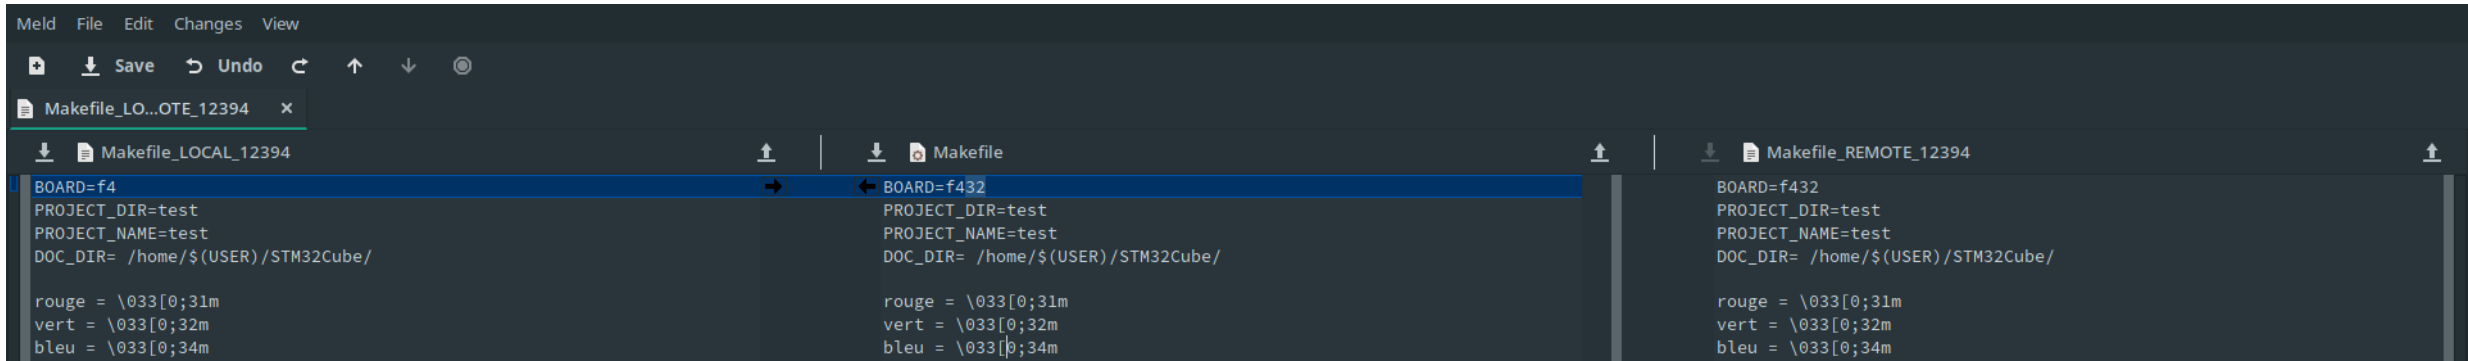 Meld File Edit Changes View
Save Undo
Makefile_LO...OTE_12394
Makefile_LOCAL_12394
BOARD=f4
PROJECT_DIR=test
PROJECT_NAME=test
DOC_DIR= /home/$(USER)/STM32Cube/
rouge = \033[0;31m
vert = \033[0;32m
bleu = \033[0;34m
Makefile
BOARD=f432
PROJECT_DIR=test
PROJECT_NAME=test
DOC_DIR= /home/$(USER)/STM32Cube/
rouge = \033[0;31m
vert = \033[0;32m
bleu = \033[0;34m
Makefile_REMOTE_12394
BOARD=f432
PROJECT_DIR=test
PROJECT_NAME=test
DOC_DIR= /home/$(USER)/STM32Cube/
rouge = \033[0;31m
vert = \033[0;32m
bleu = \033[0;34m